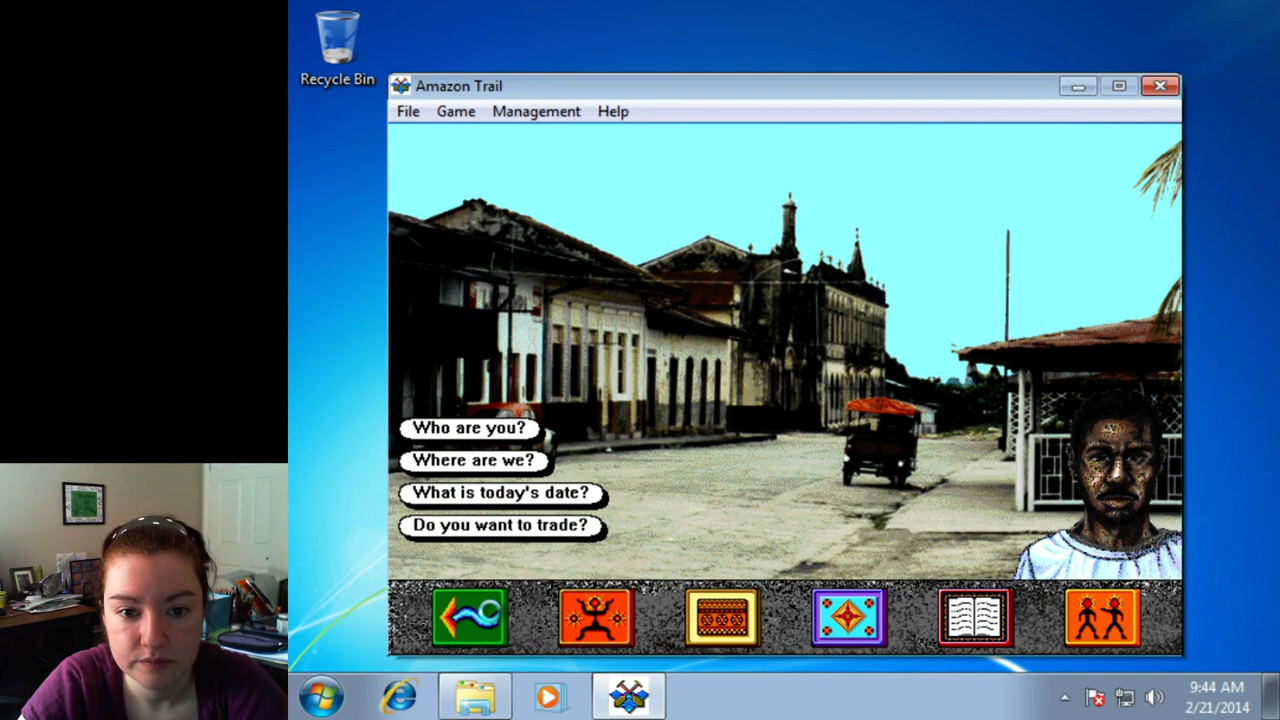 Recycle Bin
Amazon Trail
File Game Management Help
Who are you?
Where are we?
What is today's date?
Do you want to trade?
9:44 AM
2/21/2014